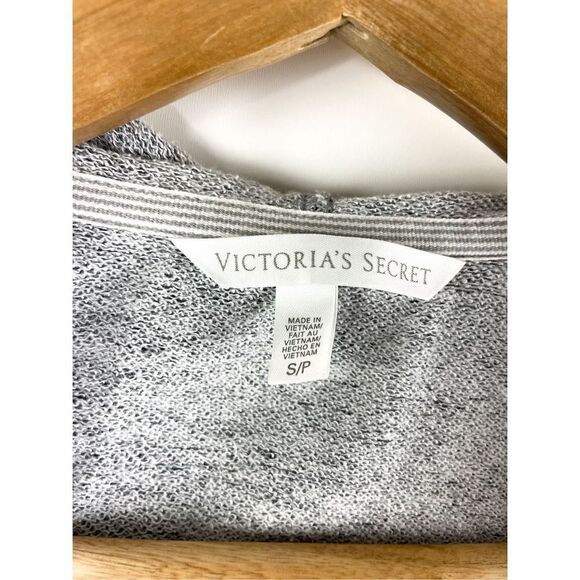 VICTORIA'S SECRET
MADE IN
VIETNAM/
FAIT AU
VIETNAM/
HECHO EN
VIETNAM
S/P